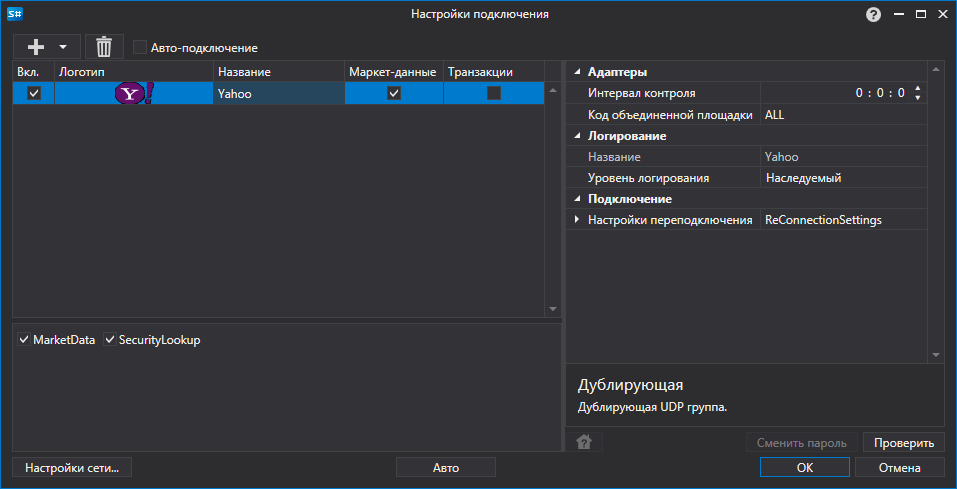 S#
Настройки подключения
?
Авто-подключение
Вкл. Логотип Название Маркет-данные Транзакции
Y! Yahoo
MarketData SecurityLookup
Адаптеры
Интервал контроля 0 : 0 : 0
Код объединенной площадки ALL
Логирование
Название Yahoo
Уровень логирования Наследуемый
Подключение
Настройки переподключения ReConnectionSettings
Дублирующая
Дублирующая UDP группа.
?
Сменить пароль Проверить
Настройки сети... Авто OK Отмена